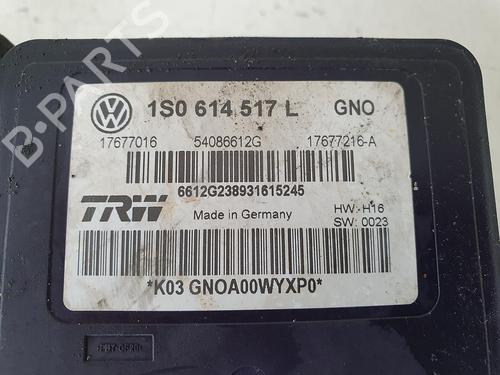 B-PARTS
1S0 614 517 L GNO
17677016 54086612G 17677216-A
6612G238931615245
TRW Made in Germany HW: H16
SW: 0023
*K03 GNOA00WYXP0*